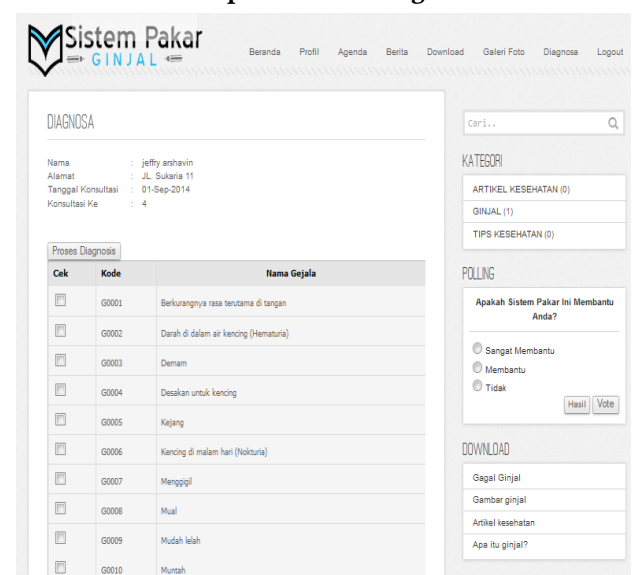 Sistem Pakar
GINJAL
Beranda Profil Agenda Berita Download Galeri Foto Diagnosa Logout
DIAGNOSA
Nama : jeffry arshavin
Alamat : JL. Sukaria 11
Tanggal Konsultasi : 01-Sep-2014
Konsultasi Ke : 4
Proses Diagnosis
Cek Kode Nama Gejala
G0001 Berkurangnya rasa terutama di tangan
G0002 Darah di dalam air kencing (Hematuria)
G0003 Demam
G0004 Desakan untuk kencing
G0005 Kejang
G0006 Kencing di malam hari (Nokturia)
G0007 Menggigil
G0008 Mual
G0009 Mudah lelah
G0010 Muntah
Cari..
KATEGORI
ARTIKEL KESEHATAN (0)
GINJAL (1)
TIPS KESEHATAN (0)
POLLING
Apakah Sistem Pakar Ini Membantu
Anda?
Sangat Membantu
Membantu
Tidak
Hasil Vote
DOWNLOAD
Gagal Ginjal
Gambar ginjal
Artikel kesehatan
Apa itu ginjal?